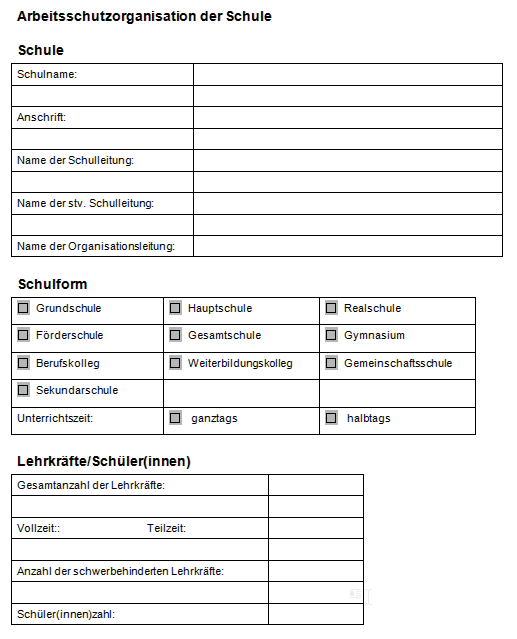 Arbeitsschutzorganisation der Schule
Schule
Schulname:
Anschrift:
Name der Schulleitung:
Name der stv. Schulleitung:
Name der Organisationsleitung:
Schulform
Grundschule Hauptschule Realschule
Förderschule Gesamtschule Gymnasium
Berufskolleg Weiterbildungskolleg Gemeinschaftsschule
Sekundarschule
Unterrichtszeit: ganztags halbtags
Lehrkräfte/Schüler(innen)
Gesamtanzahl der Lehrkräfte:
Vollzeit:: Teilzeit:
Anzahl der schwerbehinderten Lehrkräfte:
Schüler(innen)zahl: